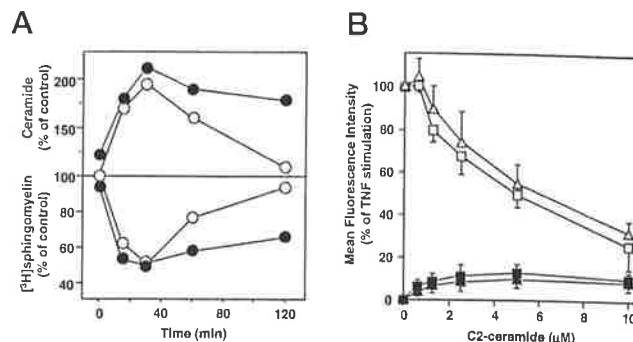 A
B
Ceramide
(% of control)
200
150
100
[³H]sphingomyelin
(% of control)
80
60
40
0
40
80
120
Time (min)
Mean Fluorescence Intensity
(% of TNF stimulation)
100
80
60
40
20
0
0
2
4
6
8
10
C2-ceramide (µM)